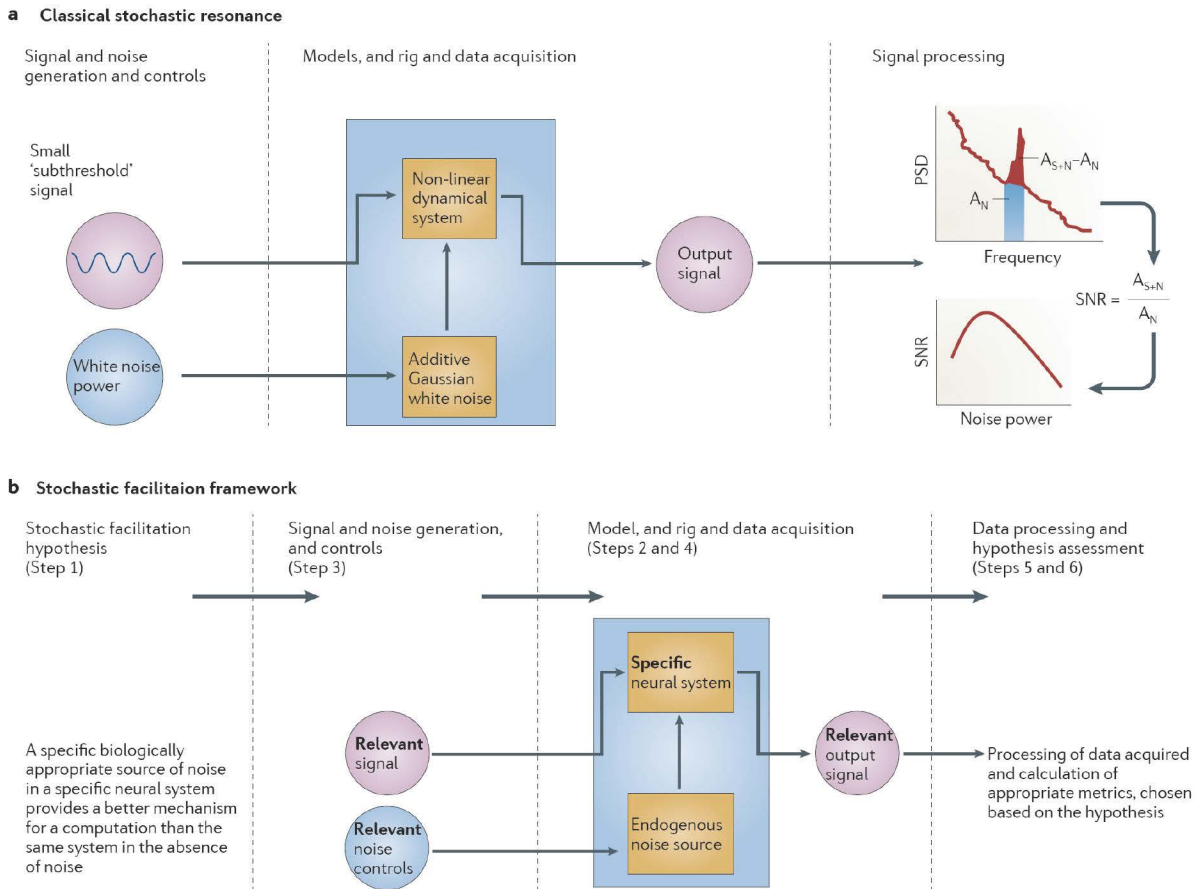 a Classical stochastic resonance
Signal and noise
generation and controls
Models, and rig and data acquisition
Signal processing
Small
'subthreshold'
signal
White noise
power
Non-linear
dynamical
system
Additive
Gaussian
white noise
Output
signal
PSD
A_S+N–A_N
A_N
Frequency
SNR = A_S+N / A_N
SNR
Noise power
b Stochastic facilitaion framework
Stochastic facilitation
hypothesis
(Step 1)
Signal and noise generation,
and controls
(Step 3)
Model, and rig and data acquisition
(Steps 2 and 4)
Data processing and
hypothesis assessment
(Steps 5 and 6)
A specific biologically
appropriate source of noise
in a specific neural system
provides a better mechanism
for a computation than the
same system in the absence
of noise
Relevant
signal
Relevant
noise
controls
Specific
neural system
Endogenous
noise source
Relevant
output
signal
Processing of data acquired
and calculation of
appropriate metrics, chosen
based on the hypothesis